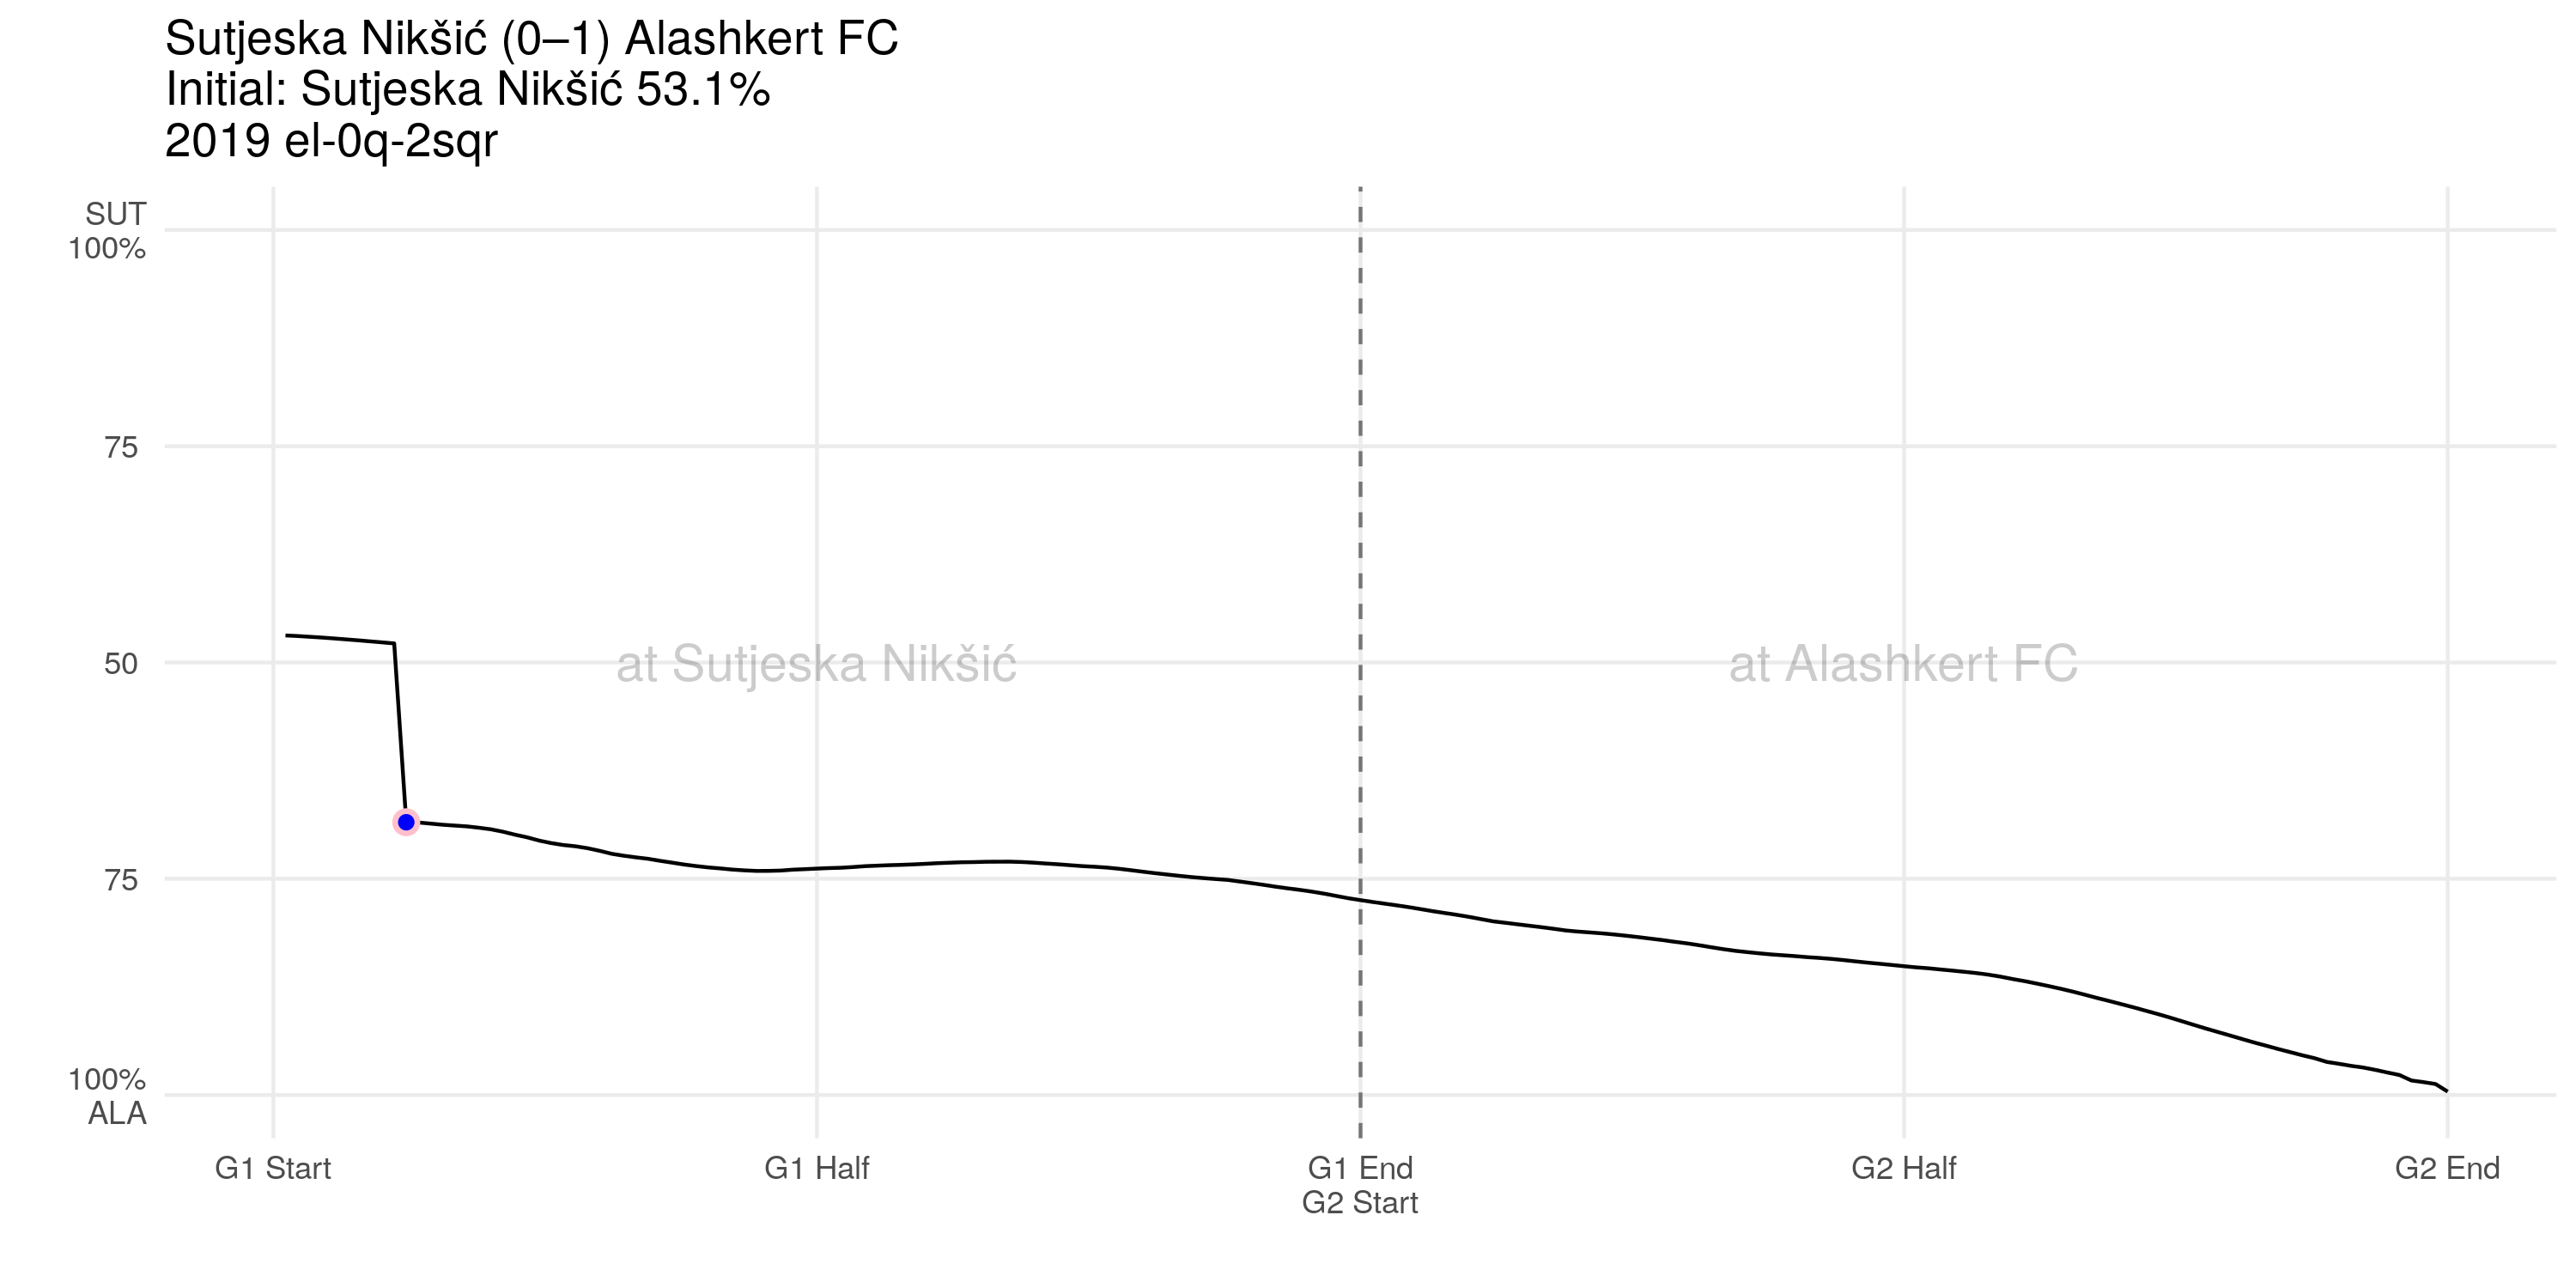 Sutjeska Nikšić (0–1) Alashkert FC
Initial: Sutjeska Nikšić 53.1%
2019 el-0q-2sqr
SUT
100%
75
50
75
100%
ALA
at Sutjeska Nikšić
at Alashkert FC
G1 Start
G1 Half
G1 End
G2 Start
G2 Half
G2 End